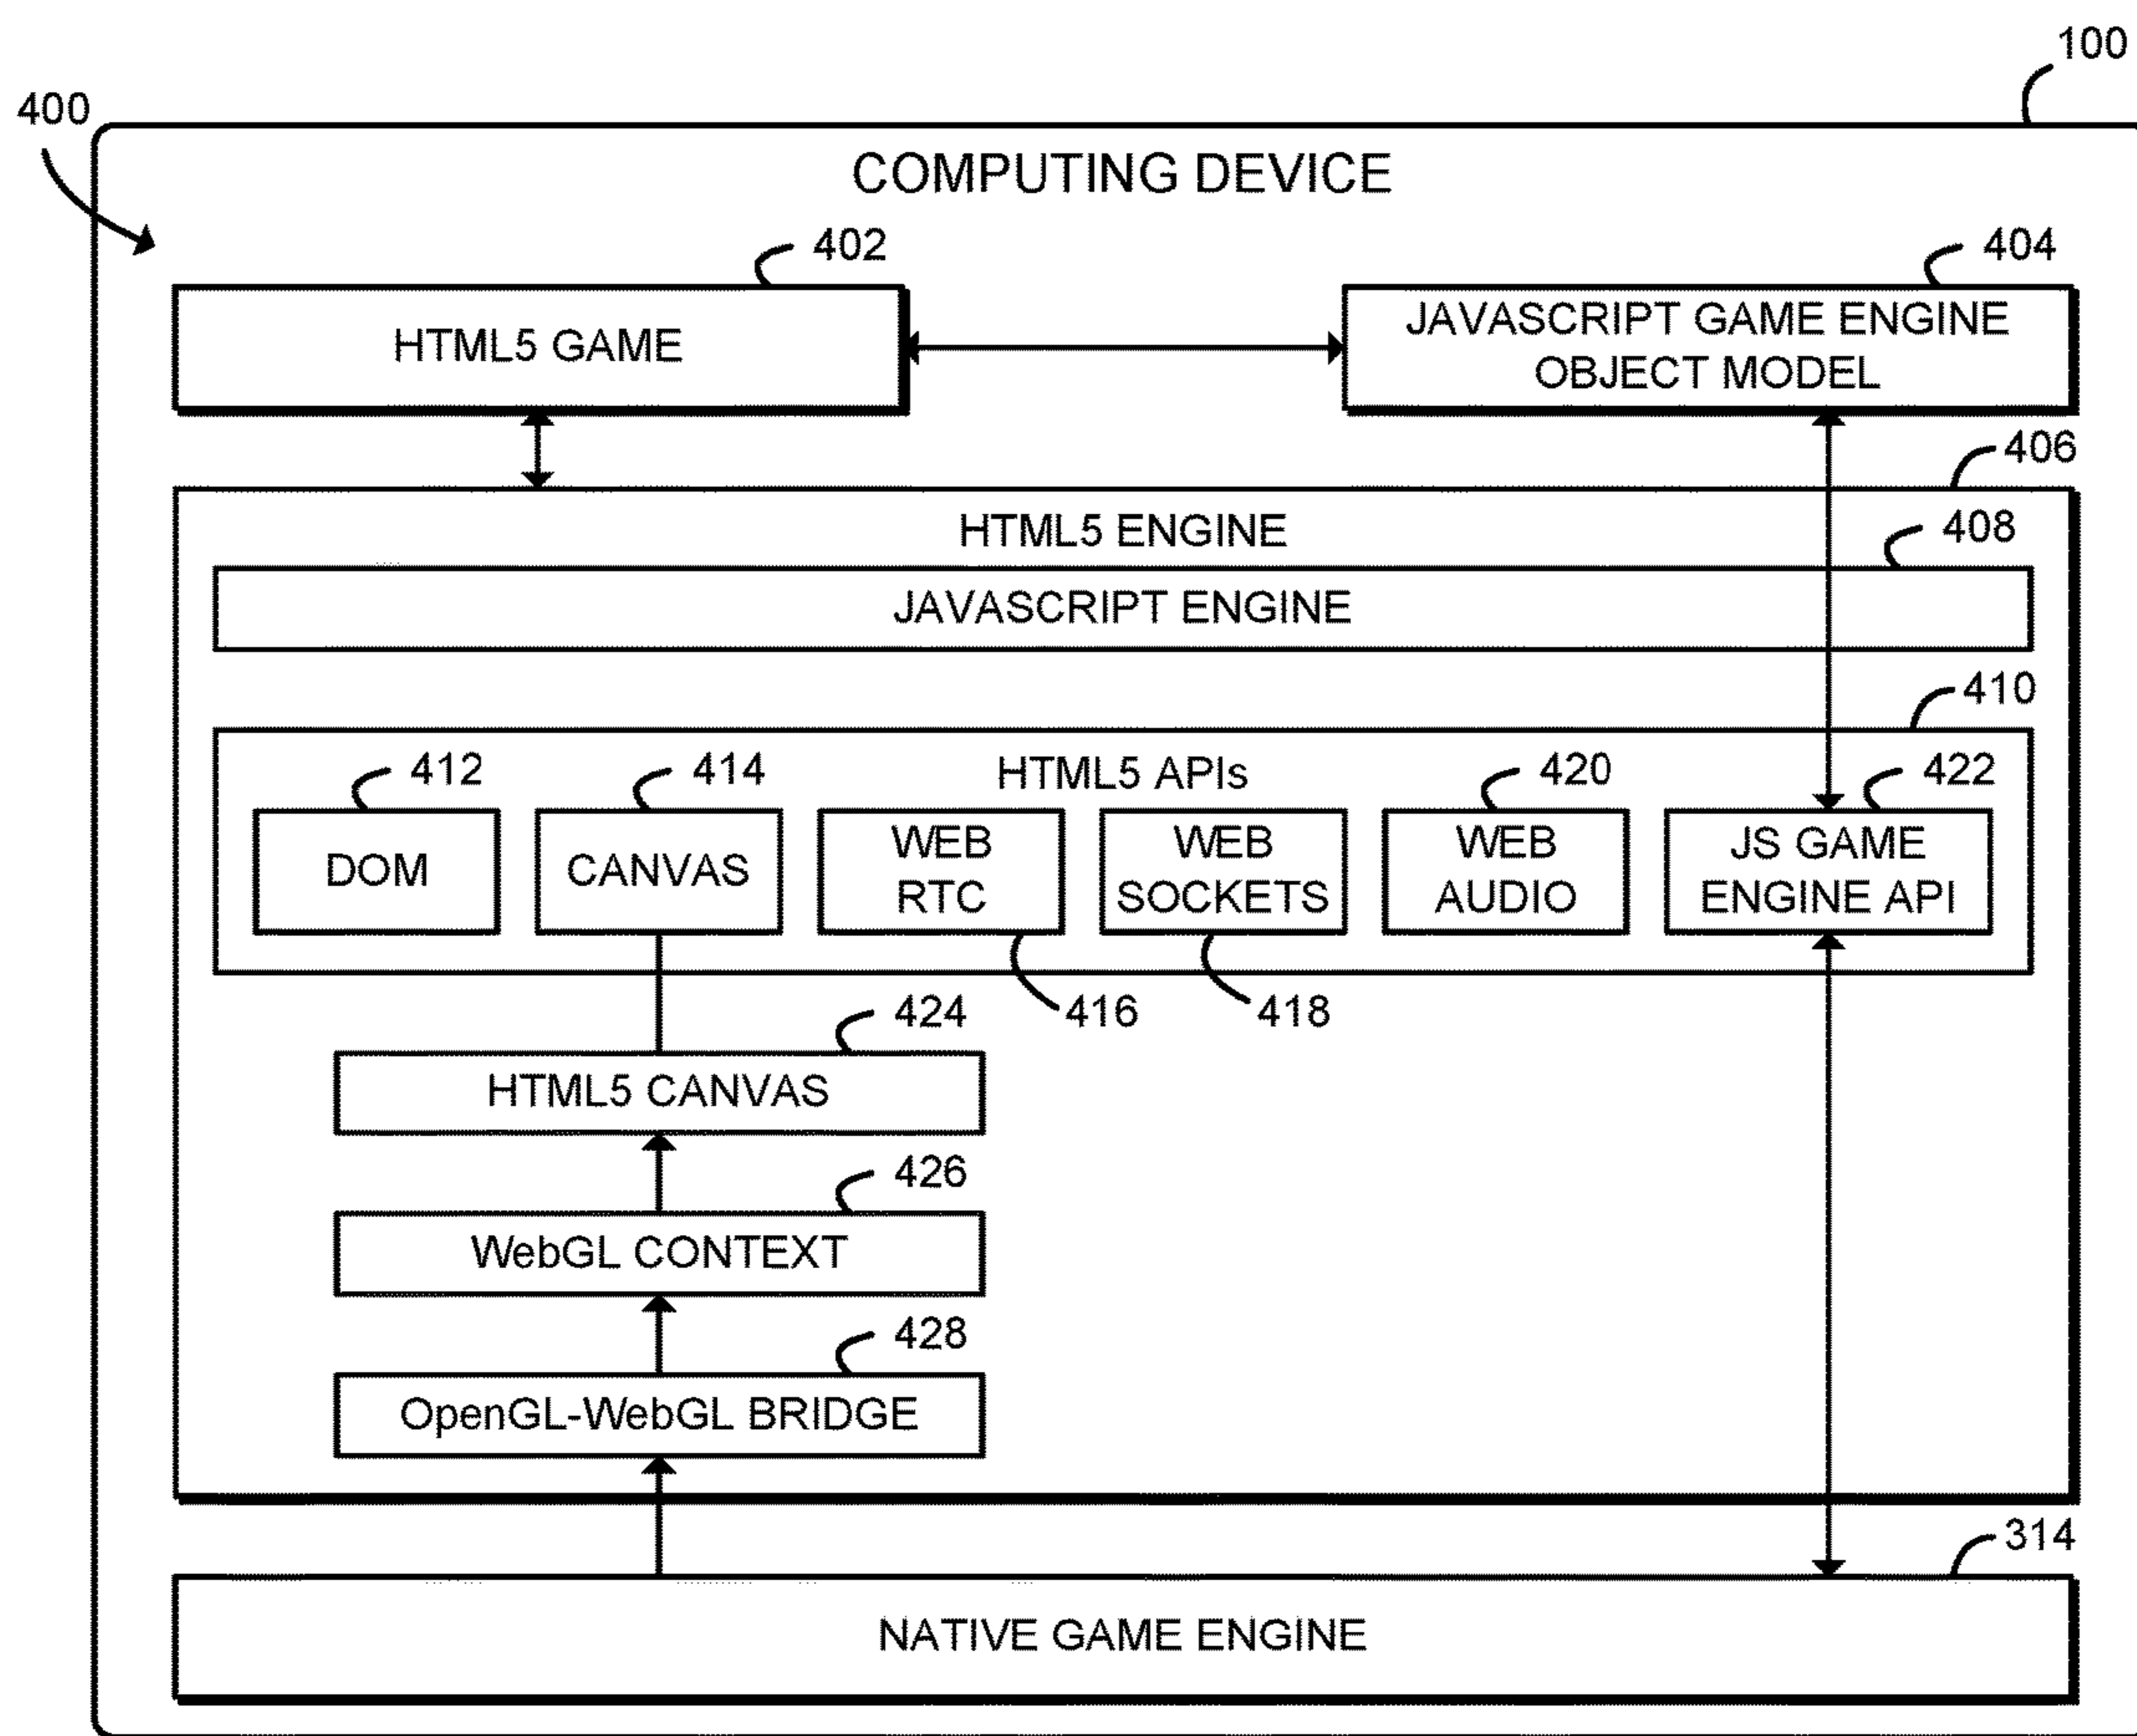 100
400
COMPUTING DEVICE
402
404
HTML5 GAME
JAVASCRIPT GAME ENGINE
OBJECT MODEL
406
HTML5 ENGINE
408
JAVASCRIPT ENGINE
410
HTML5 APIs
412
414
420
422
DOM
CANVAS
WEB
RTC
WEB
SOCKETS
WEB
AUDIO
JS GAME
ENGINE API
416
418
424
HTML5 CANVAS
426
WebGL CONTEXT
428
OpenGL-WebGL BRIDGE
314
NATIVE GAME ENGINE